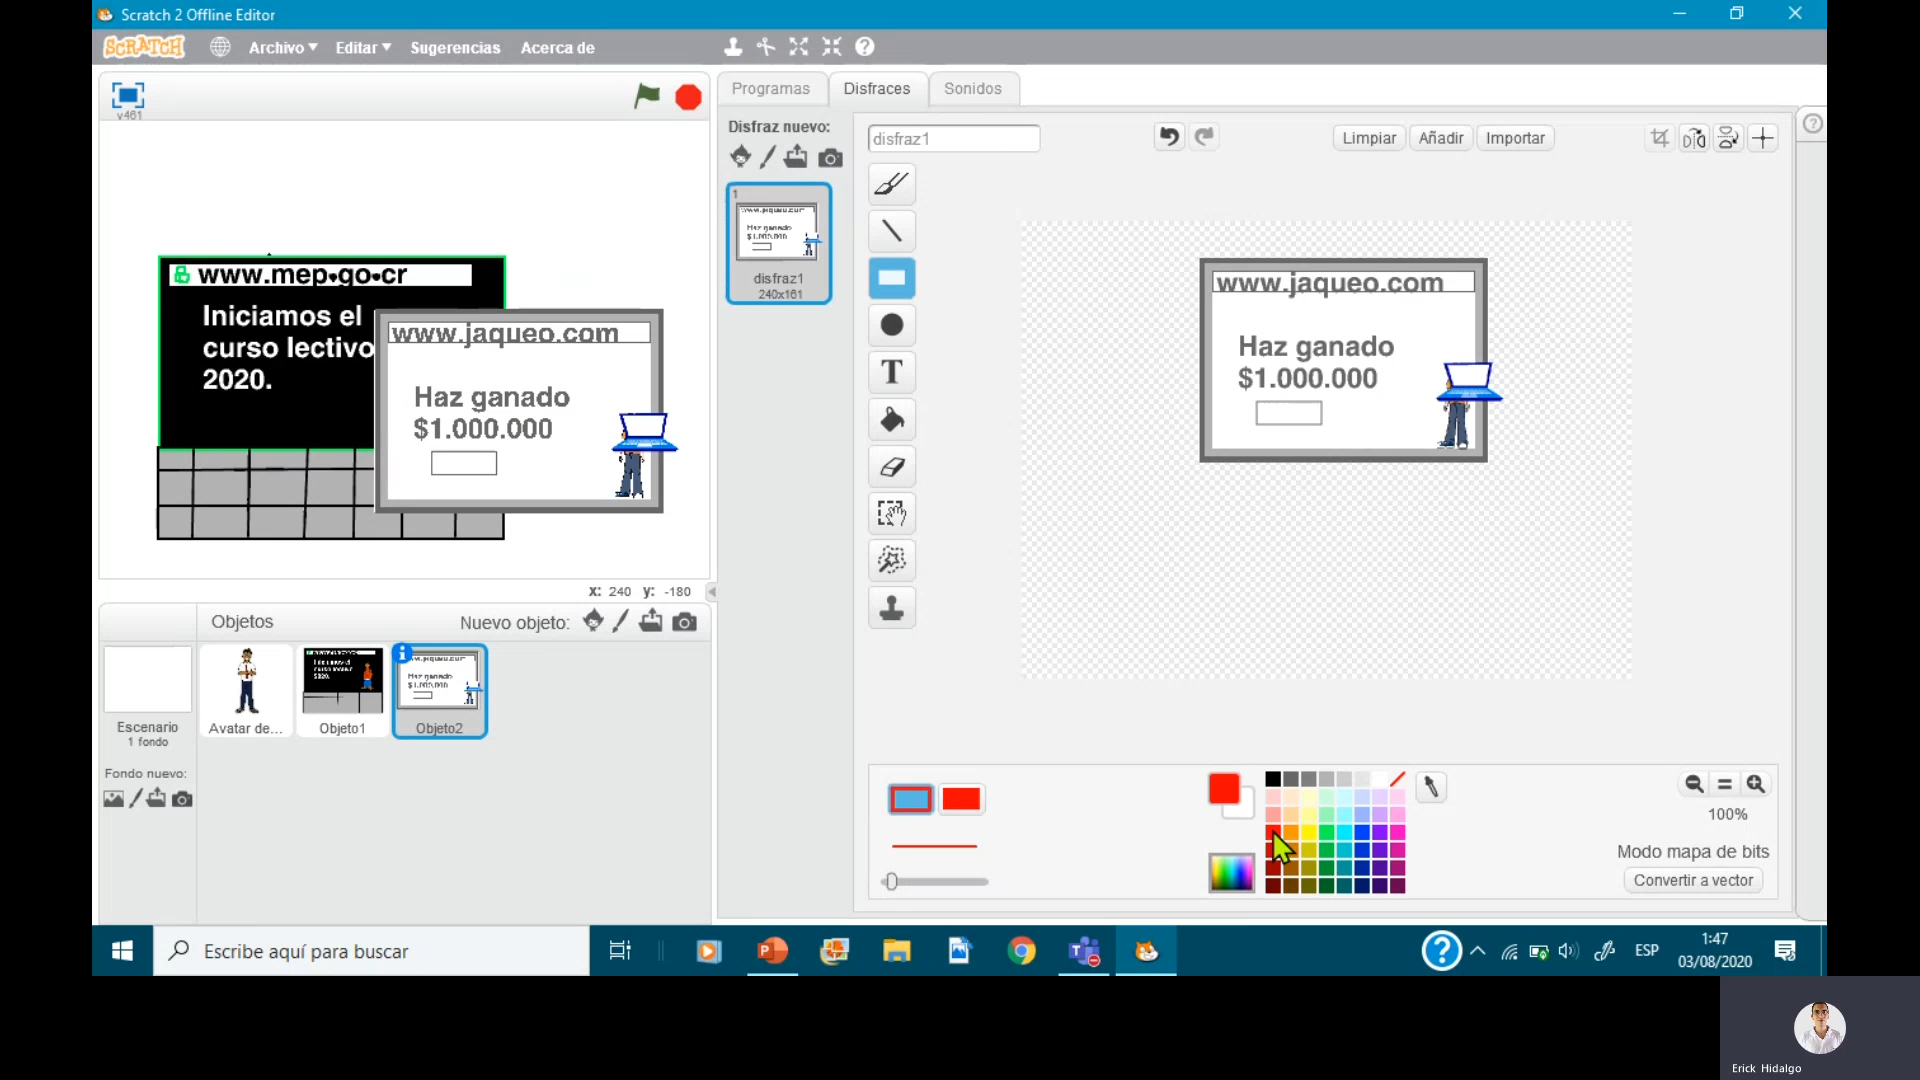 Scratch 2 Offline Editor
SCRATCH
Archivo
Editar
Sugerencias
Acerca de
v461
Programas
Disfraces
Sonidos
Disfraz nuevo:
disfraz1
Limpiar
Añadir
Importar
1
disfraz1
240x161
www.mep.go.cr
Iniciamos el
curso lectivo
2020.
www.jaqueo.com
Haz ganado
$1.000.000
www.jaqueo.com
Haz ganado
$1.000.000
T
x: 240 y: -180
Objetos
Nuevo objeto:
Escenario
1 fondo
Avatar de...
Objeto1
Objeto2
Fondo nuevo:
100%
Modo mapa de bits
Convertir a vector
Escribe aquí para buscar
ESP
1:47
03/08/2020
Erick Hidalgo